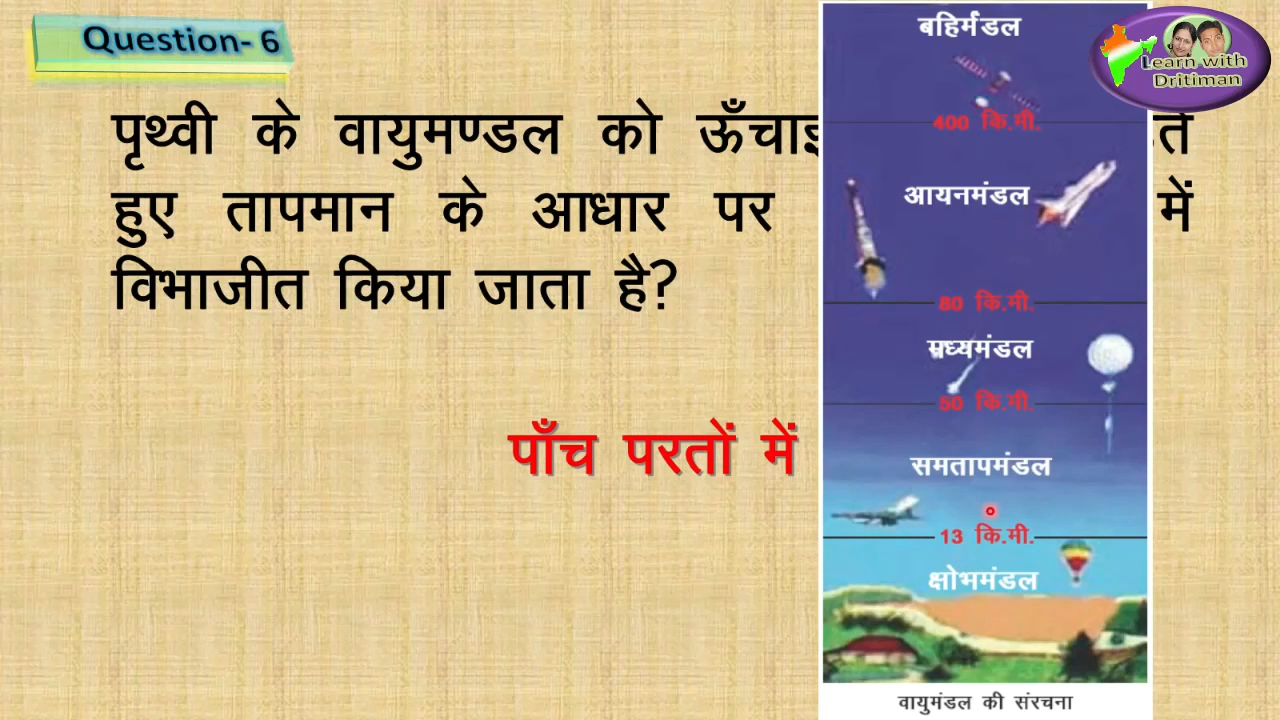 Question- 6
पृथ्वी के वायुमण्डल को ऊँचाइ
हुए तापमान के आधार पर में
विभाजीत किया जाता है?
पाँच परतों में
बहिर्मंडल
400 कि.मी.
आयनमंडल
80 कि.मी.
मध्यमंडल
50 कि.मी.
समतापमंडल
13 कि.मी.
क्षोभमंडल
वायुमंडल की संरचना
Learn with
Dritiman